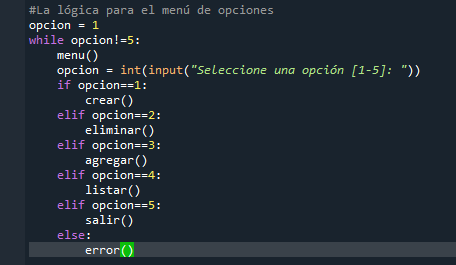 #La lógica para el menú de opciones
opcion = 1
while opcion!=5:
    menu()
    opcion = int(input("Seleccione una opción [1-5]: "))
    if opcion==1:
        crear()
    elif opcion==2:
        eliminar()
    elif opcion==3:
        agregar()
    elif opcion==4:
        listar()
    elif opcion==5:
        salir()
    else:
        error()